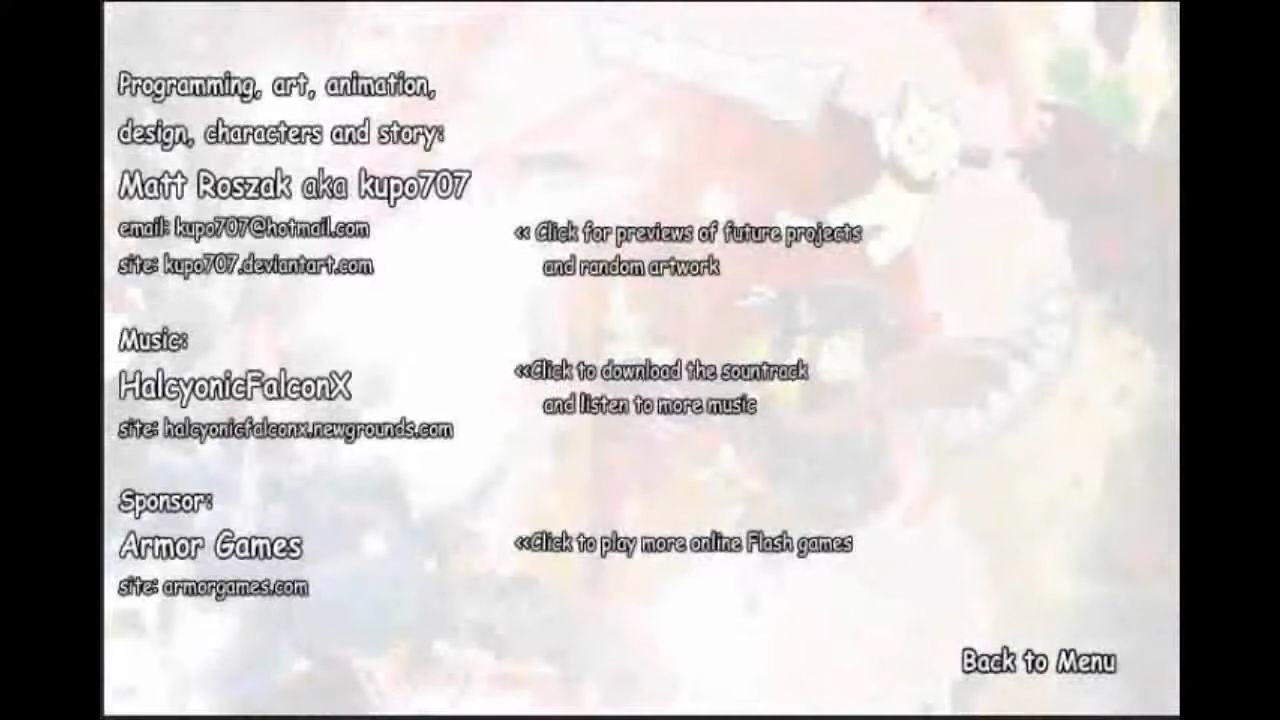 Programming, art, animation,
design, characters and story:
Matt Roszak aka kupo707
email: kupo707@hotmail.com
site: kupo707.deviantart.com
<< Click for previews of future projects
and random artwork
Music:
HalcyonicFalconX
site: halcyonicfalconx.newgrounds.com
<<Click to download the sountrack
and listen to more music
Sponsor:
Armor Games
site: armorgames.com
<<Click to play more online Flash games
Back to Menu